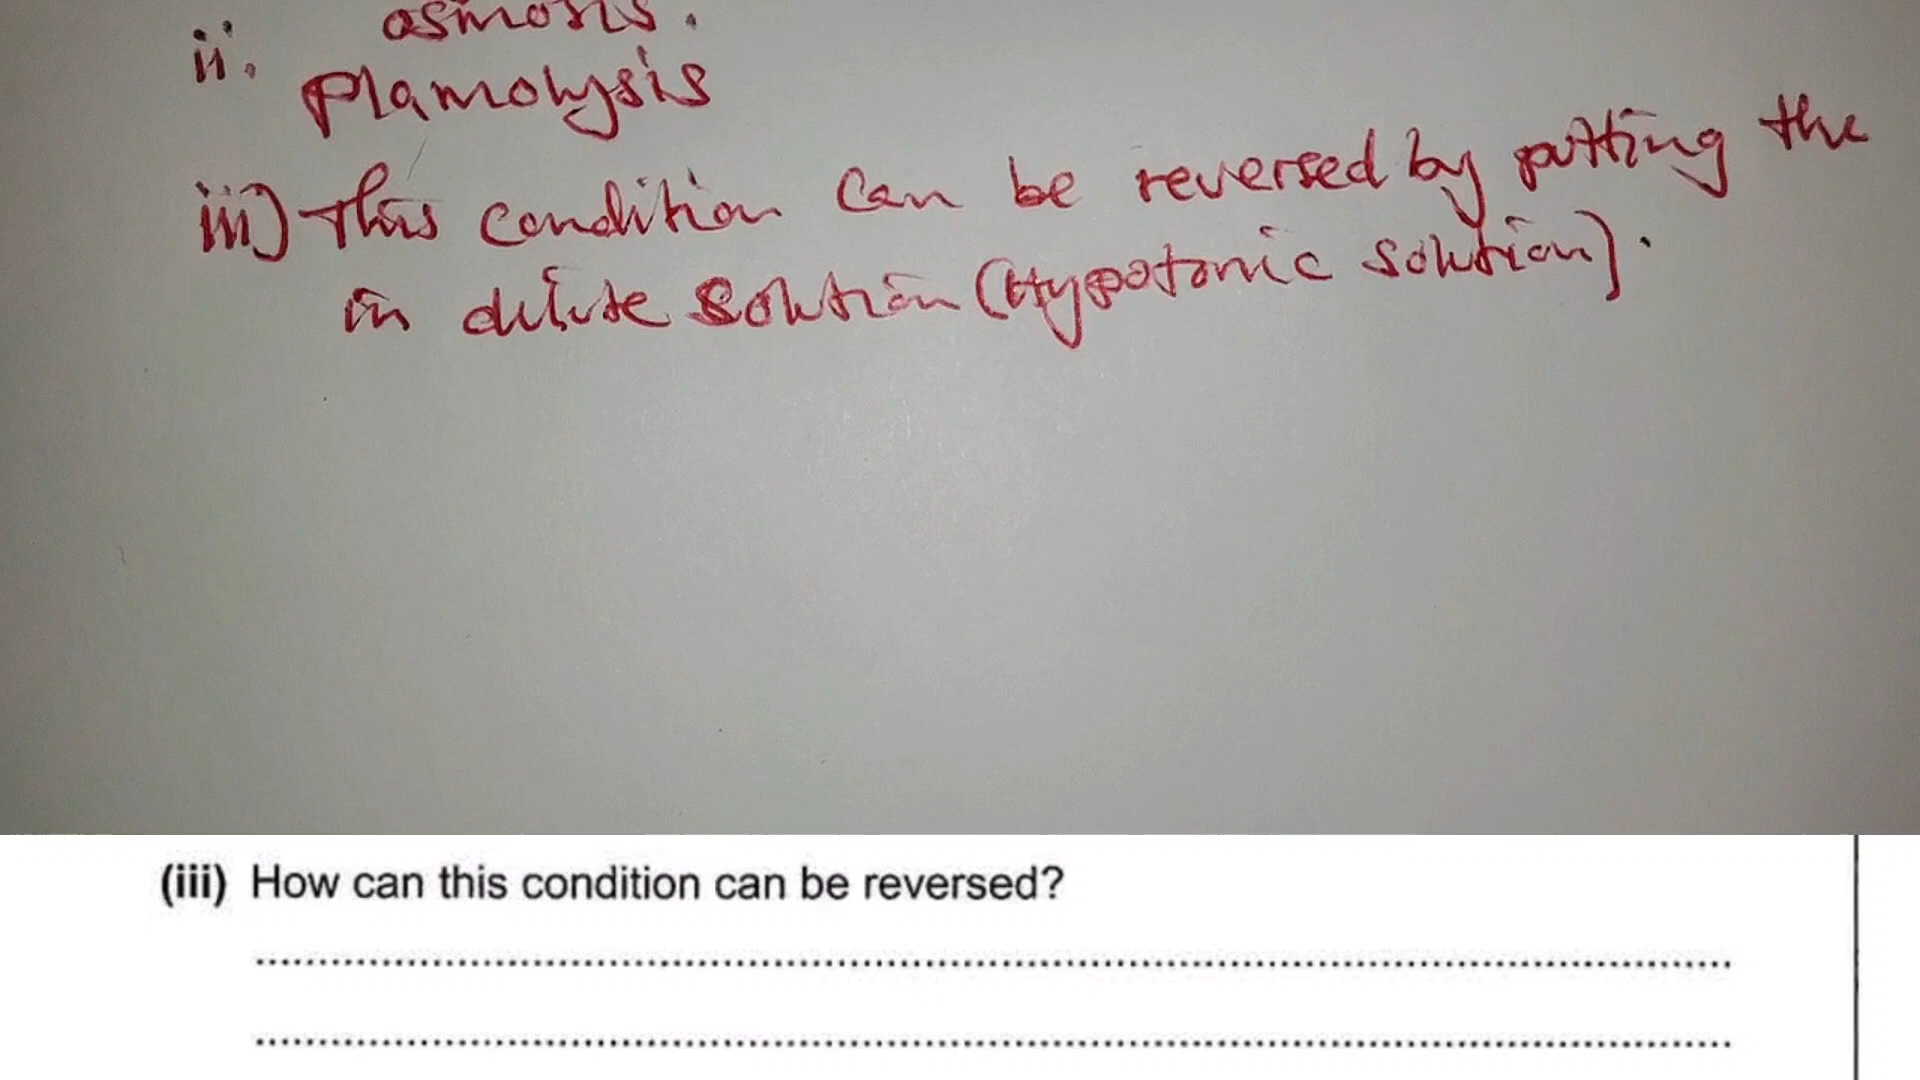 osmosis.
ii. Plamolysis
iii) This condition can be reversed by putting the
in dilute solution (Hypotonic solution).
(iii) How can this condition can be reversed?